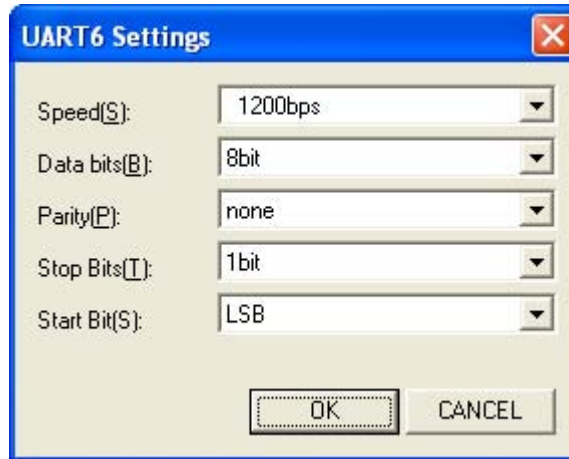 UART6 Settings
Speed(S): 1200bps
Data bits(B): 8bit
Parity(P): none
Stop Bits(T): 1bit
Start Bit(S): LSB
OK CANCEL